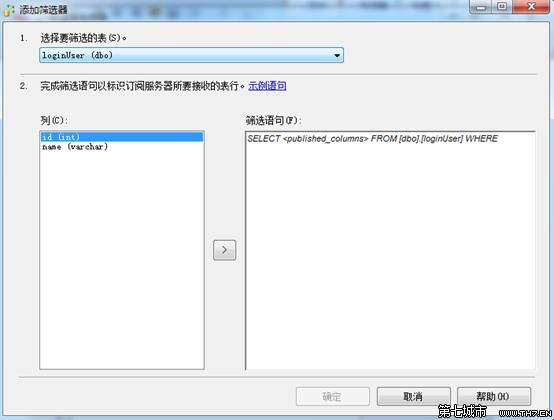 添加筛选器
1. 选择要筛选的表(S)。
loginUser (dbo)
2. 完成筛选语句以标识订阅服务器所要接收的表行。示例语句
列(C):
筛选语句(F):
id (int)
name (varchar)
SELECT <published_columns> FROM [dbo].[loginUser] WHERE
>
确定
取消
帮助(H)
第七城市 WWW.TH7.CN